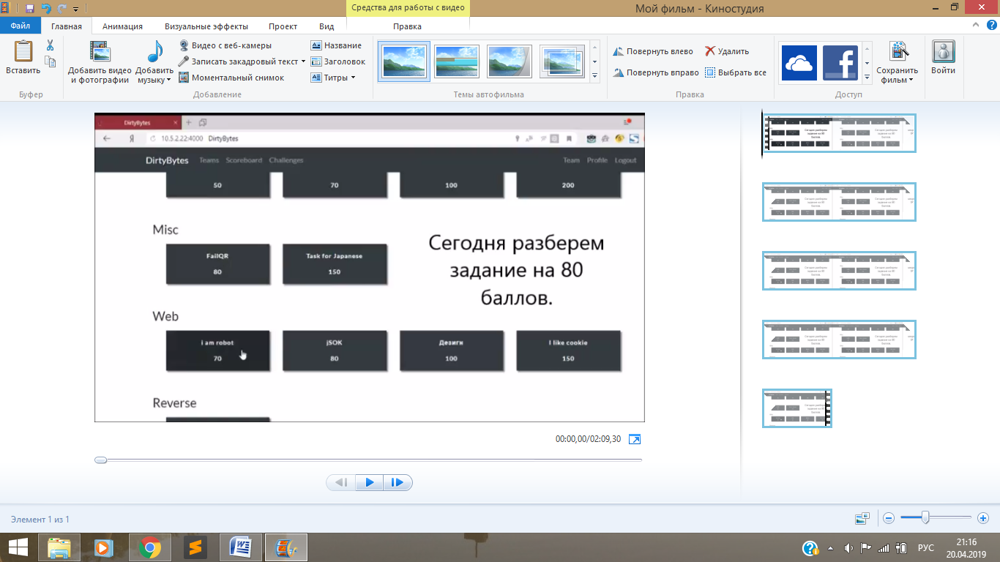 Средства для работы с видео
Мой фильм - Киностудия
Файл
Главная
Анимация
Визуальные эффекты
Проект
Вид
Правка
Вставить
Буфер
Добавить видео
и фотографии
Добавить
музыку
Видео с веб-камеры
Записать закадровый текст
Моментальный снимок
Название
Заголовок
Титры
Добавление
Темы автофильма
Повернуть влево
Повернуть вправо
Удалить
Выбрать все
Правка
Сохранить
фильм
Доступ
Войти
DirtyBytes
10.5.2.22:4000 DirtyBytes
DirtyBytes Teams Scoreboard Challenges Team Profile Logout
50 70 100 200
Misc
FailQR
80
Task for Japanese
150
Сегодня разберем
задание на 80
баллов.
Web
i am robot
70
jSOK
80
Дезиги
100
I like cookie
150
Reverse
00:00,00/02:09,30
Элемент 1 из 1
РУС
21:16
20.04.2019